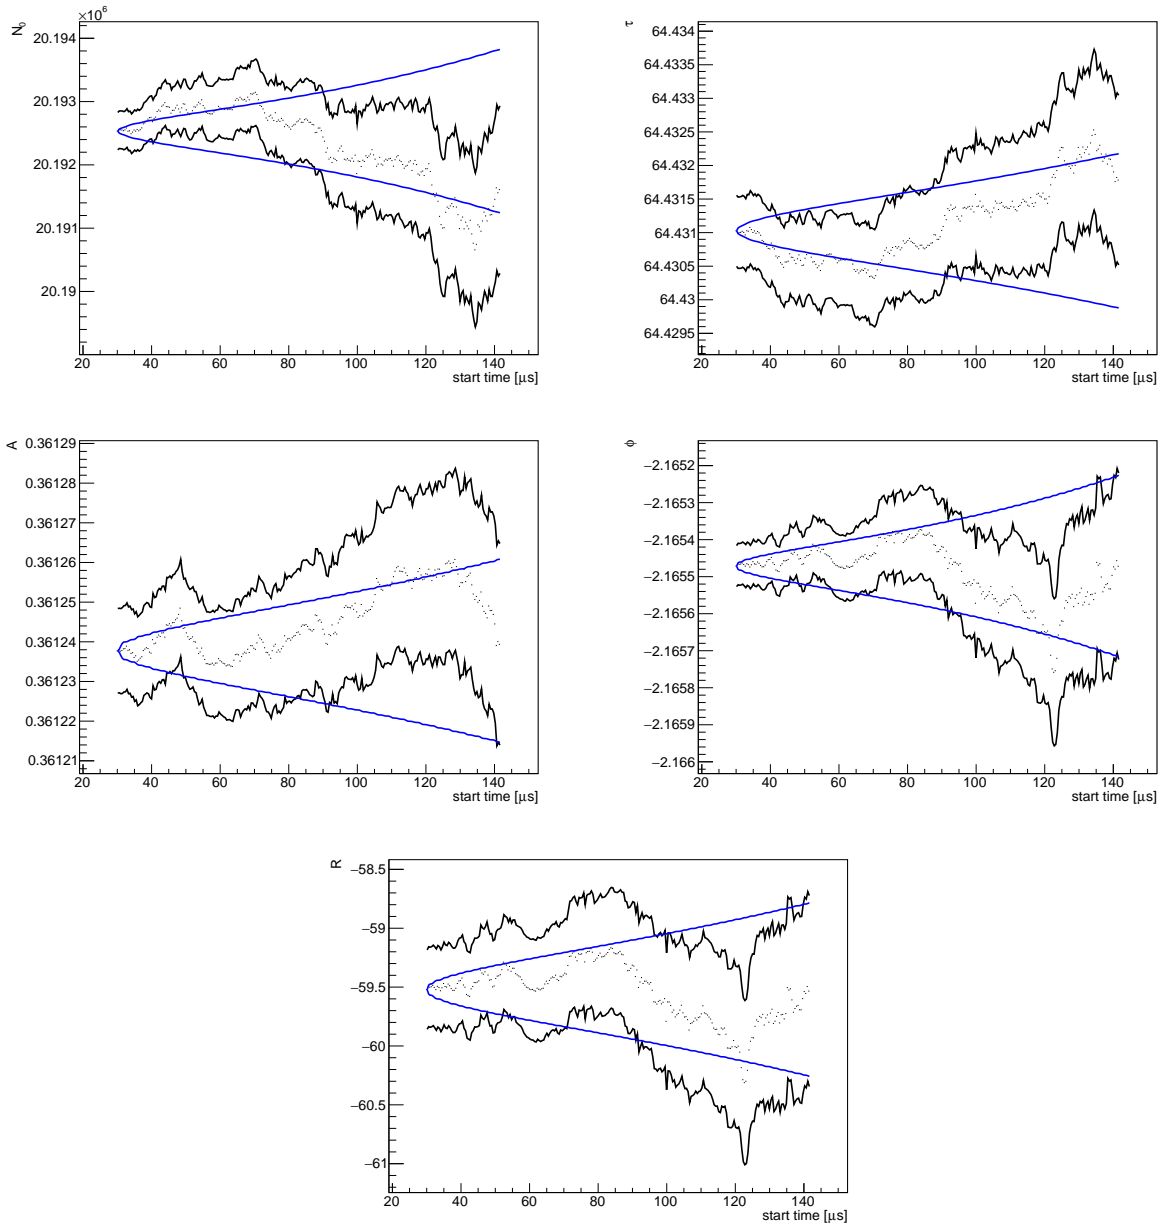 ×10⁶
N₀
20.194
20.193
20.192
20.191
20.19
20 40 60 80 100 120 140
start time [μs]
τ
64.434
64.4335
64.433
64.4325
64.432
64.4315
64.431
64.4305
64.43
64.4295
20 40 60 80 100 120 140
start time [μs]
A
0.36129
0.36128
0.36127
0.36126
0.36125
0.36124
0.36123
0.36122
0.36121
20 40 60 80 100 120 140
start time [μs]
ϕ
−2.1652
−2.1653
−2.1654
−2.1655
−2.1656
−2.1657
−2.1658
−2.1659
−2.166
20 40 60 80 100 120 140
start time [μs]
R
−58.5
−59
−59.5
−60
−60.5
−61
20 40 60 80 100 120 140
start time [μs]